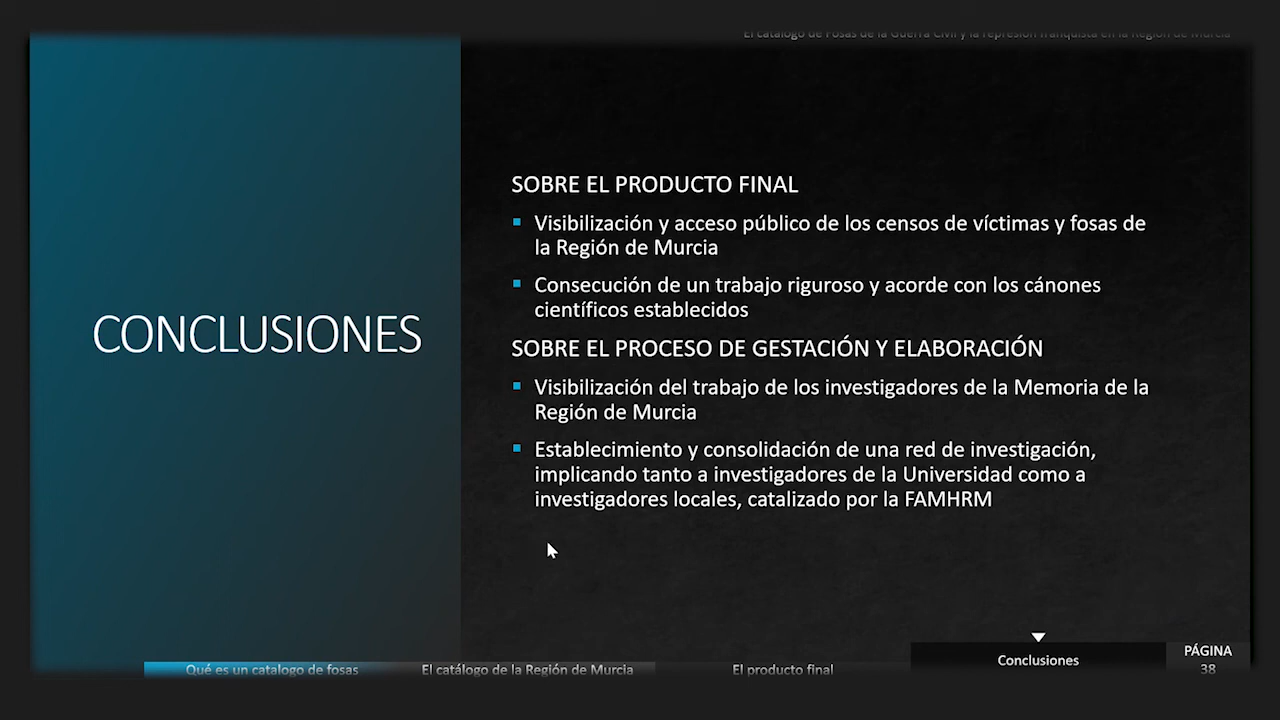 El catálogo de Fosas de la Guerra Civil y la represión franquista en la Región de Murcia
CONCLUSIONES
SOBRE EL PRODUCTO FINAL
Visibilización y acceso público de los censos de víctimas y fosas de
la Región de Murcia
Consecución de un trabajo riguroso y acorde con los cánones
científicos establecidos
SOBRE EL PROCESO DE GESTACIÓN Y ELABORACIÓN
Visibilización del trabajo de los investigadores de la Memoria de la
Región de Murcia
Establecimiento y consolidación de una red de investigación,
implicando tanto a investigadores de la Universidad como a
investigadores locales, catalizado por la FAMHRM
Qué es un catalogo de fosas
El catálogo de la Región de Murcia
El producto final
Conclusiones
PÁGINA
38